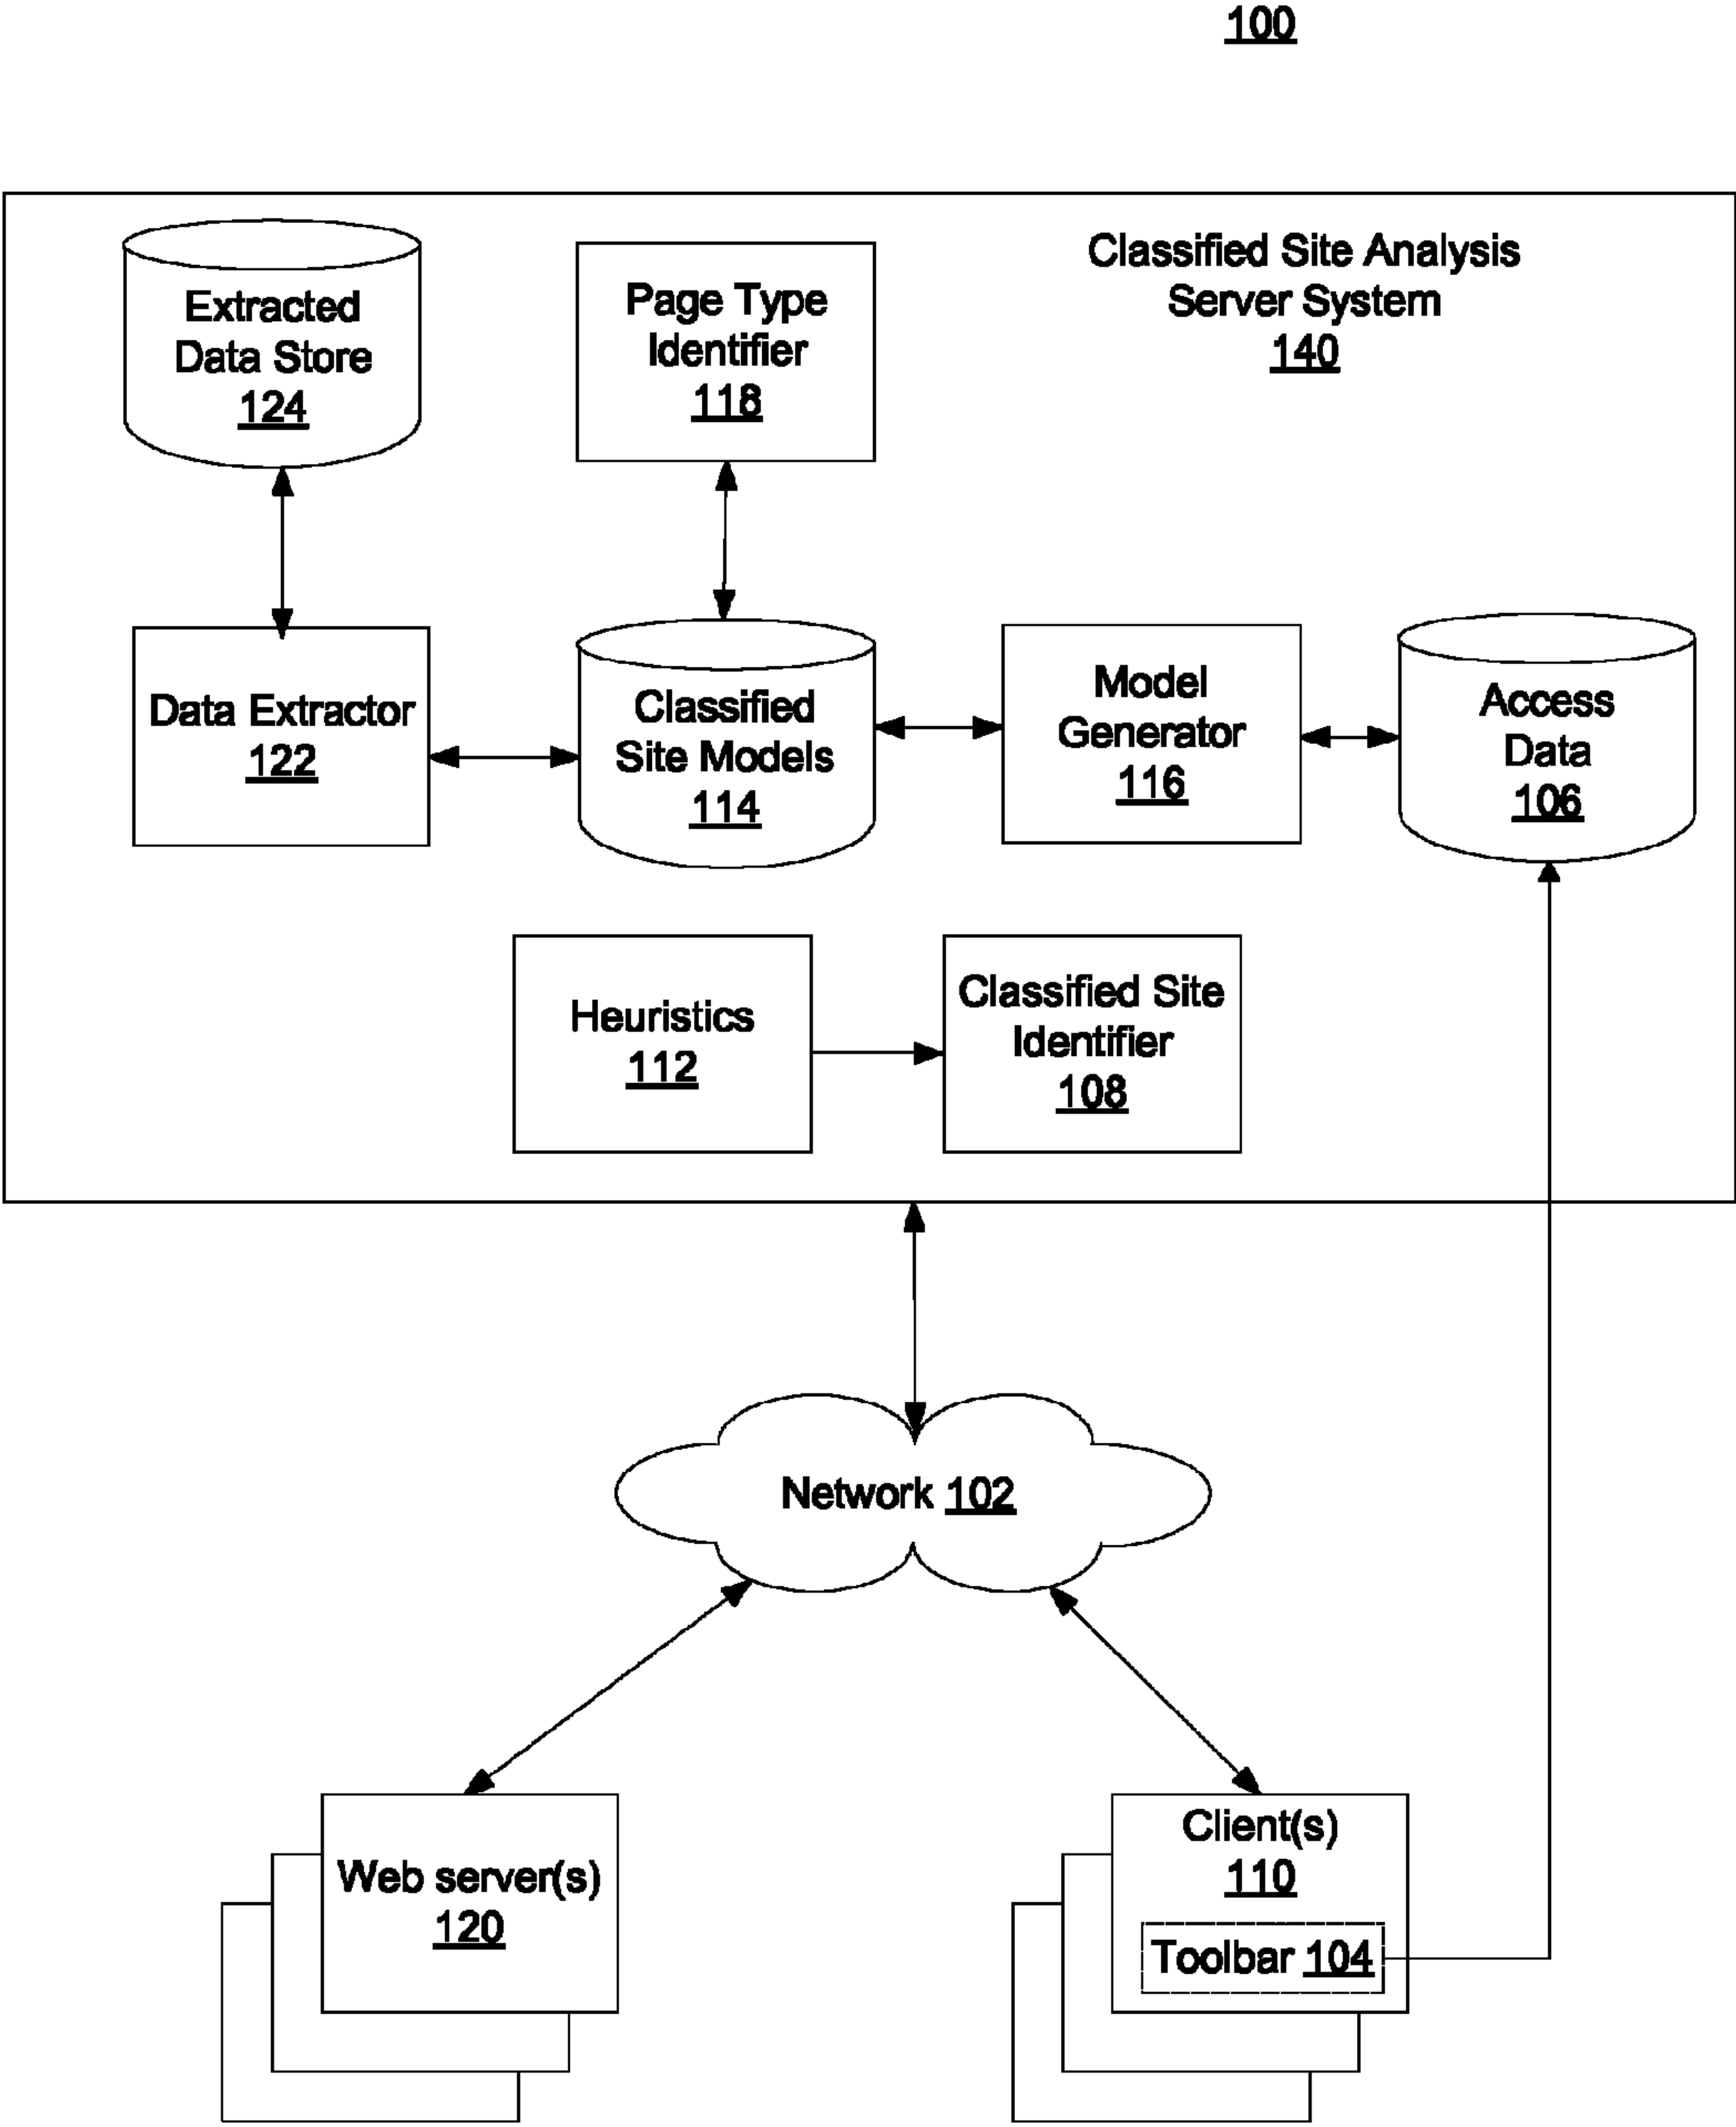 100
Classified Site Analysis
Server System
140
Extracted
Data Store
124
Page Type
Identifier
118
Data Extractor
122
Classified
Site Models
114
Model
Generator
116
Access
Data
106
Heuristics
112
Classified Site
Identifier
108
Network 102
Web server(s)
120
Client(s)
110
Toolbar 104